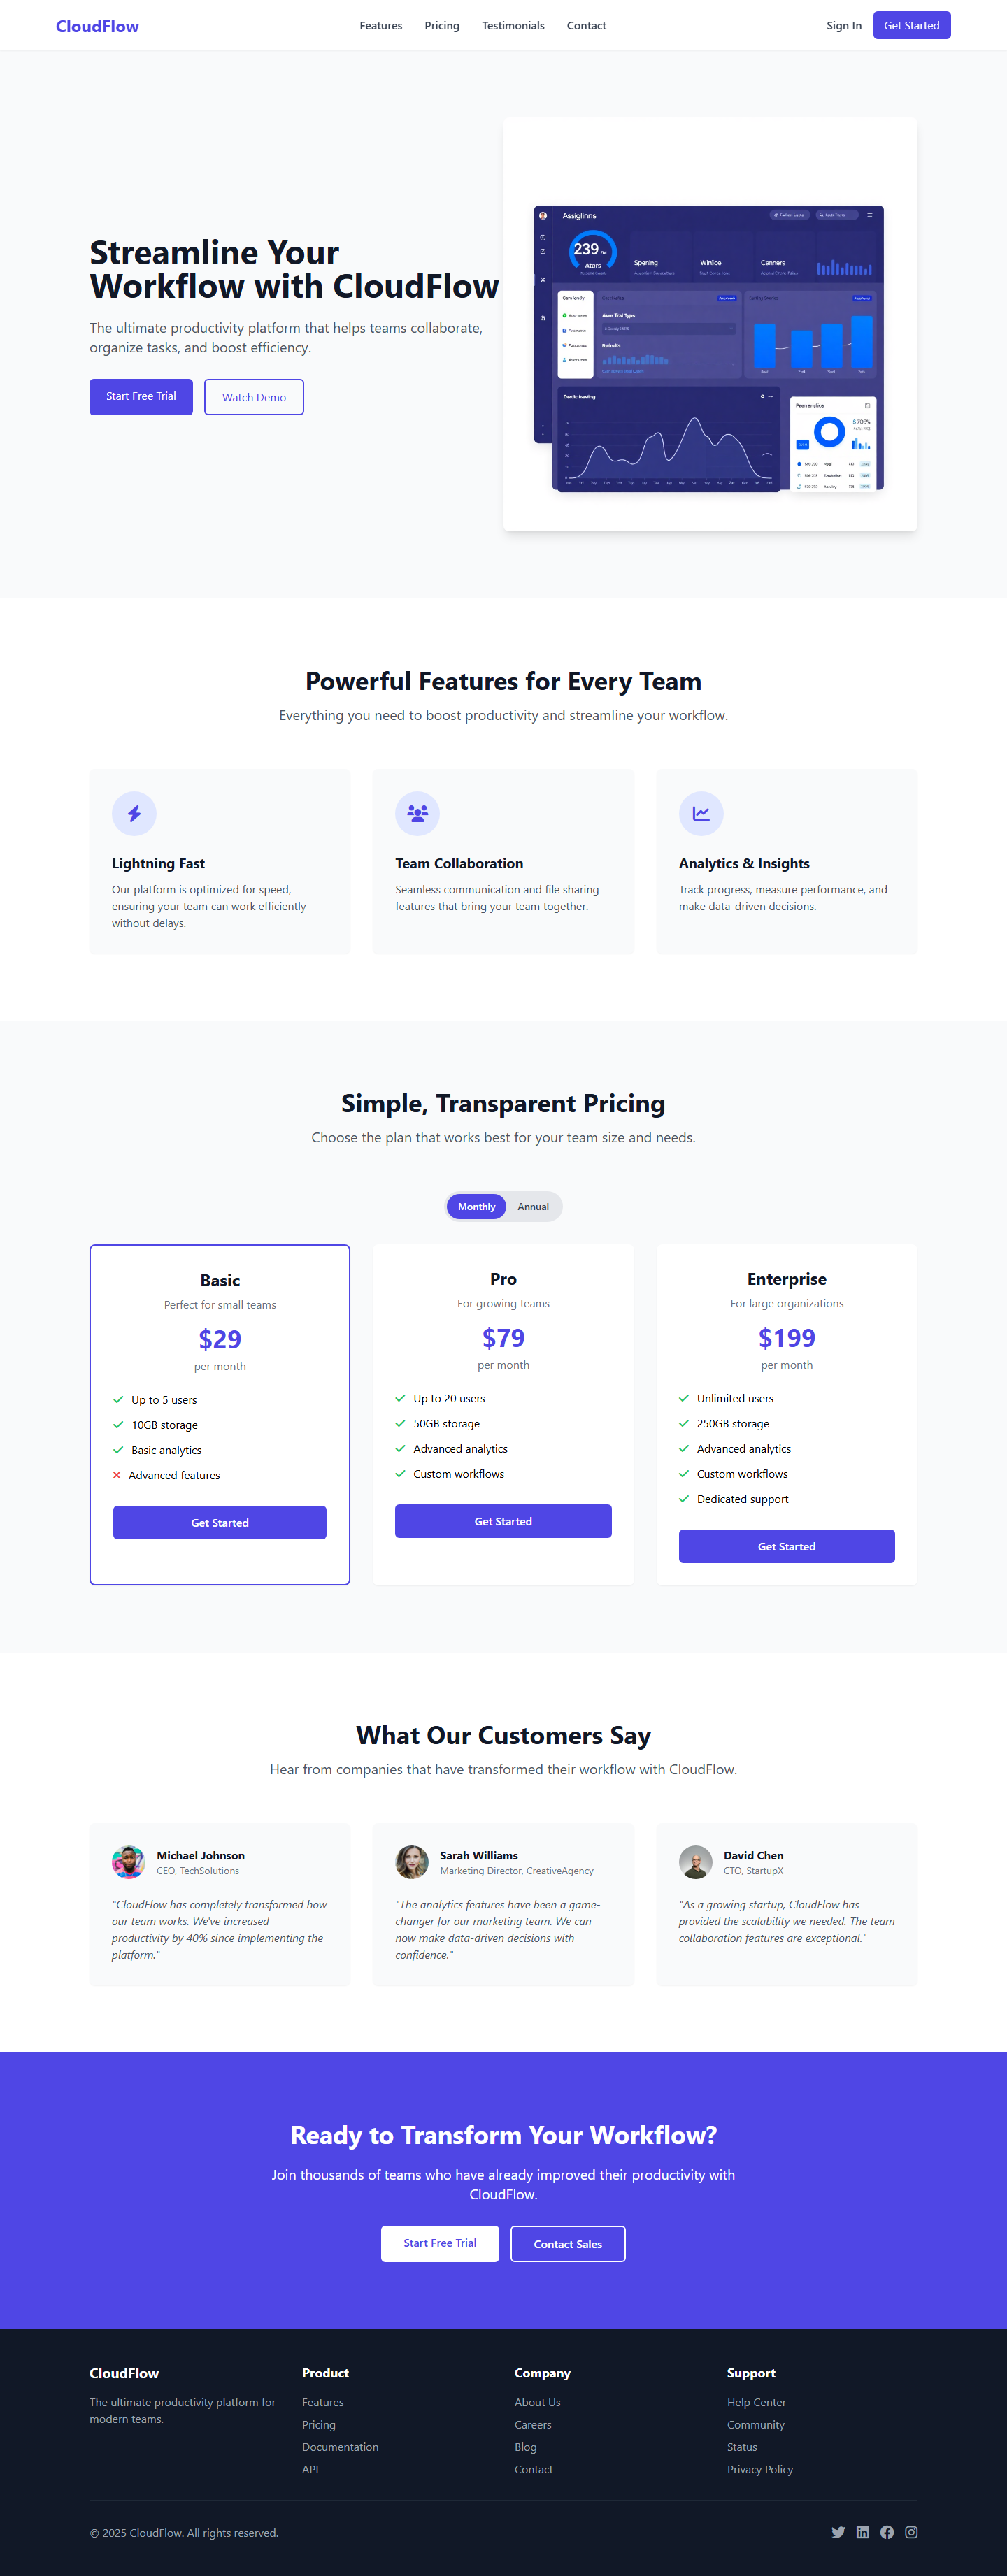 CloudFlow
Features
Pricing
Testimonials
Contact
Sign In
Get Started
Streamline Your
Workflow with CloudFlow
The ultimate productivity platform that helps teams collaborate,
organize tasks, and boost efficiency.
Start Free Trial
Watch Demo
Assiglinns
239
Aters
Spening
Winlce
Canners
Powerful Features for Every Team
Everything you need to boost productivity and streamline your workflow.
Lightning Fast
Our platform is optimized for speed,
ensuring your team can work efficiently
without delays.
Team Collaboration
Seamless communication and file sharing
features that bring your team together.
Analytics & Insights
Track progress, measure performance, and
make data-driven decisions.
Simple, Transparent Pricing
Choose the plan that works best for your team size and needs.
Monthly
Annual
Basic
Perfect for small teams
$29
per month
Up to 5 users
10GB storage
Basic analytics
Advanced features
Get Started
Pro
For growing teams
$79
per month
Up to 20 users
50GB storage
Advanced analytics
Custom workflows
Get Started
Enterprise
For large organizations
$199
per month
Unlimited users
250GB storage
Advanced analytics
Custom workflows
Dedicated support
Get Started
What Our Customers Say
Hear from companies that have transformed their workflow with CloudFlow.
Michael Johnson
CEO, TechSolutions
"CloudFlow has completely transformed how
our team works. We've increased
productivity by 40% since implementing the
platform."
Sarah Williams
Marketing Director, CreativeAgency
"The analytics features have been a game-
changer for our marketing team. We can
now make data-driven decisions with
confidence."
David Chen
CTO, StartupX
"As a growing startup, CloudFlow has
provided the scalability we needed. The team
collaboration features are exceptional."
Ready to Transform Your Workflow?
Join thousands of teams who have already improved their productivity with
CloudFlow.
Start Free Trial
Contact Sales
CloudFlow
The ultimate productivity platform for
modern teams.
Product
Features
Pricing
Documentation
API
Company
About Us
Careers
Blog
Contact
Support
Help Center
Community
Status
Privacy Policy
© 2025 CloudFlow. All rights reserved.